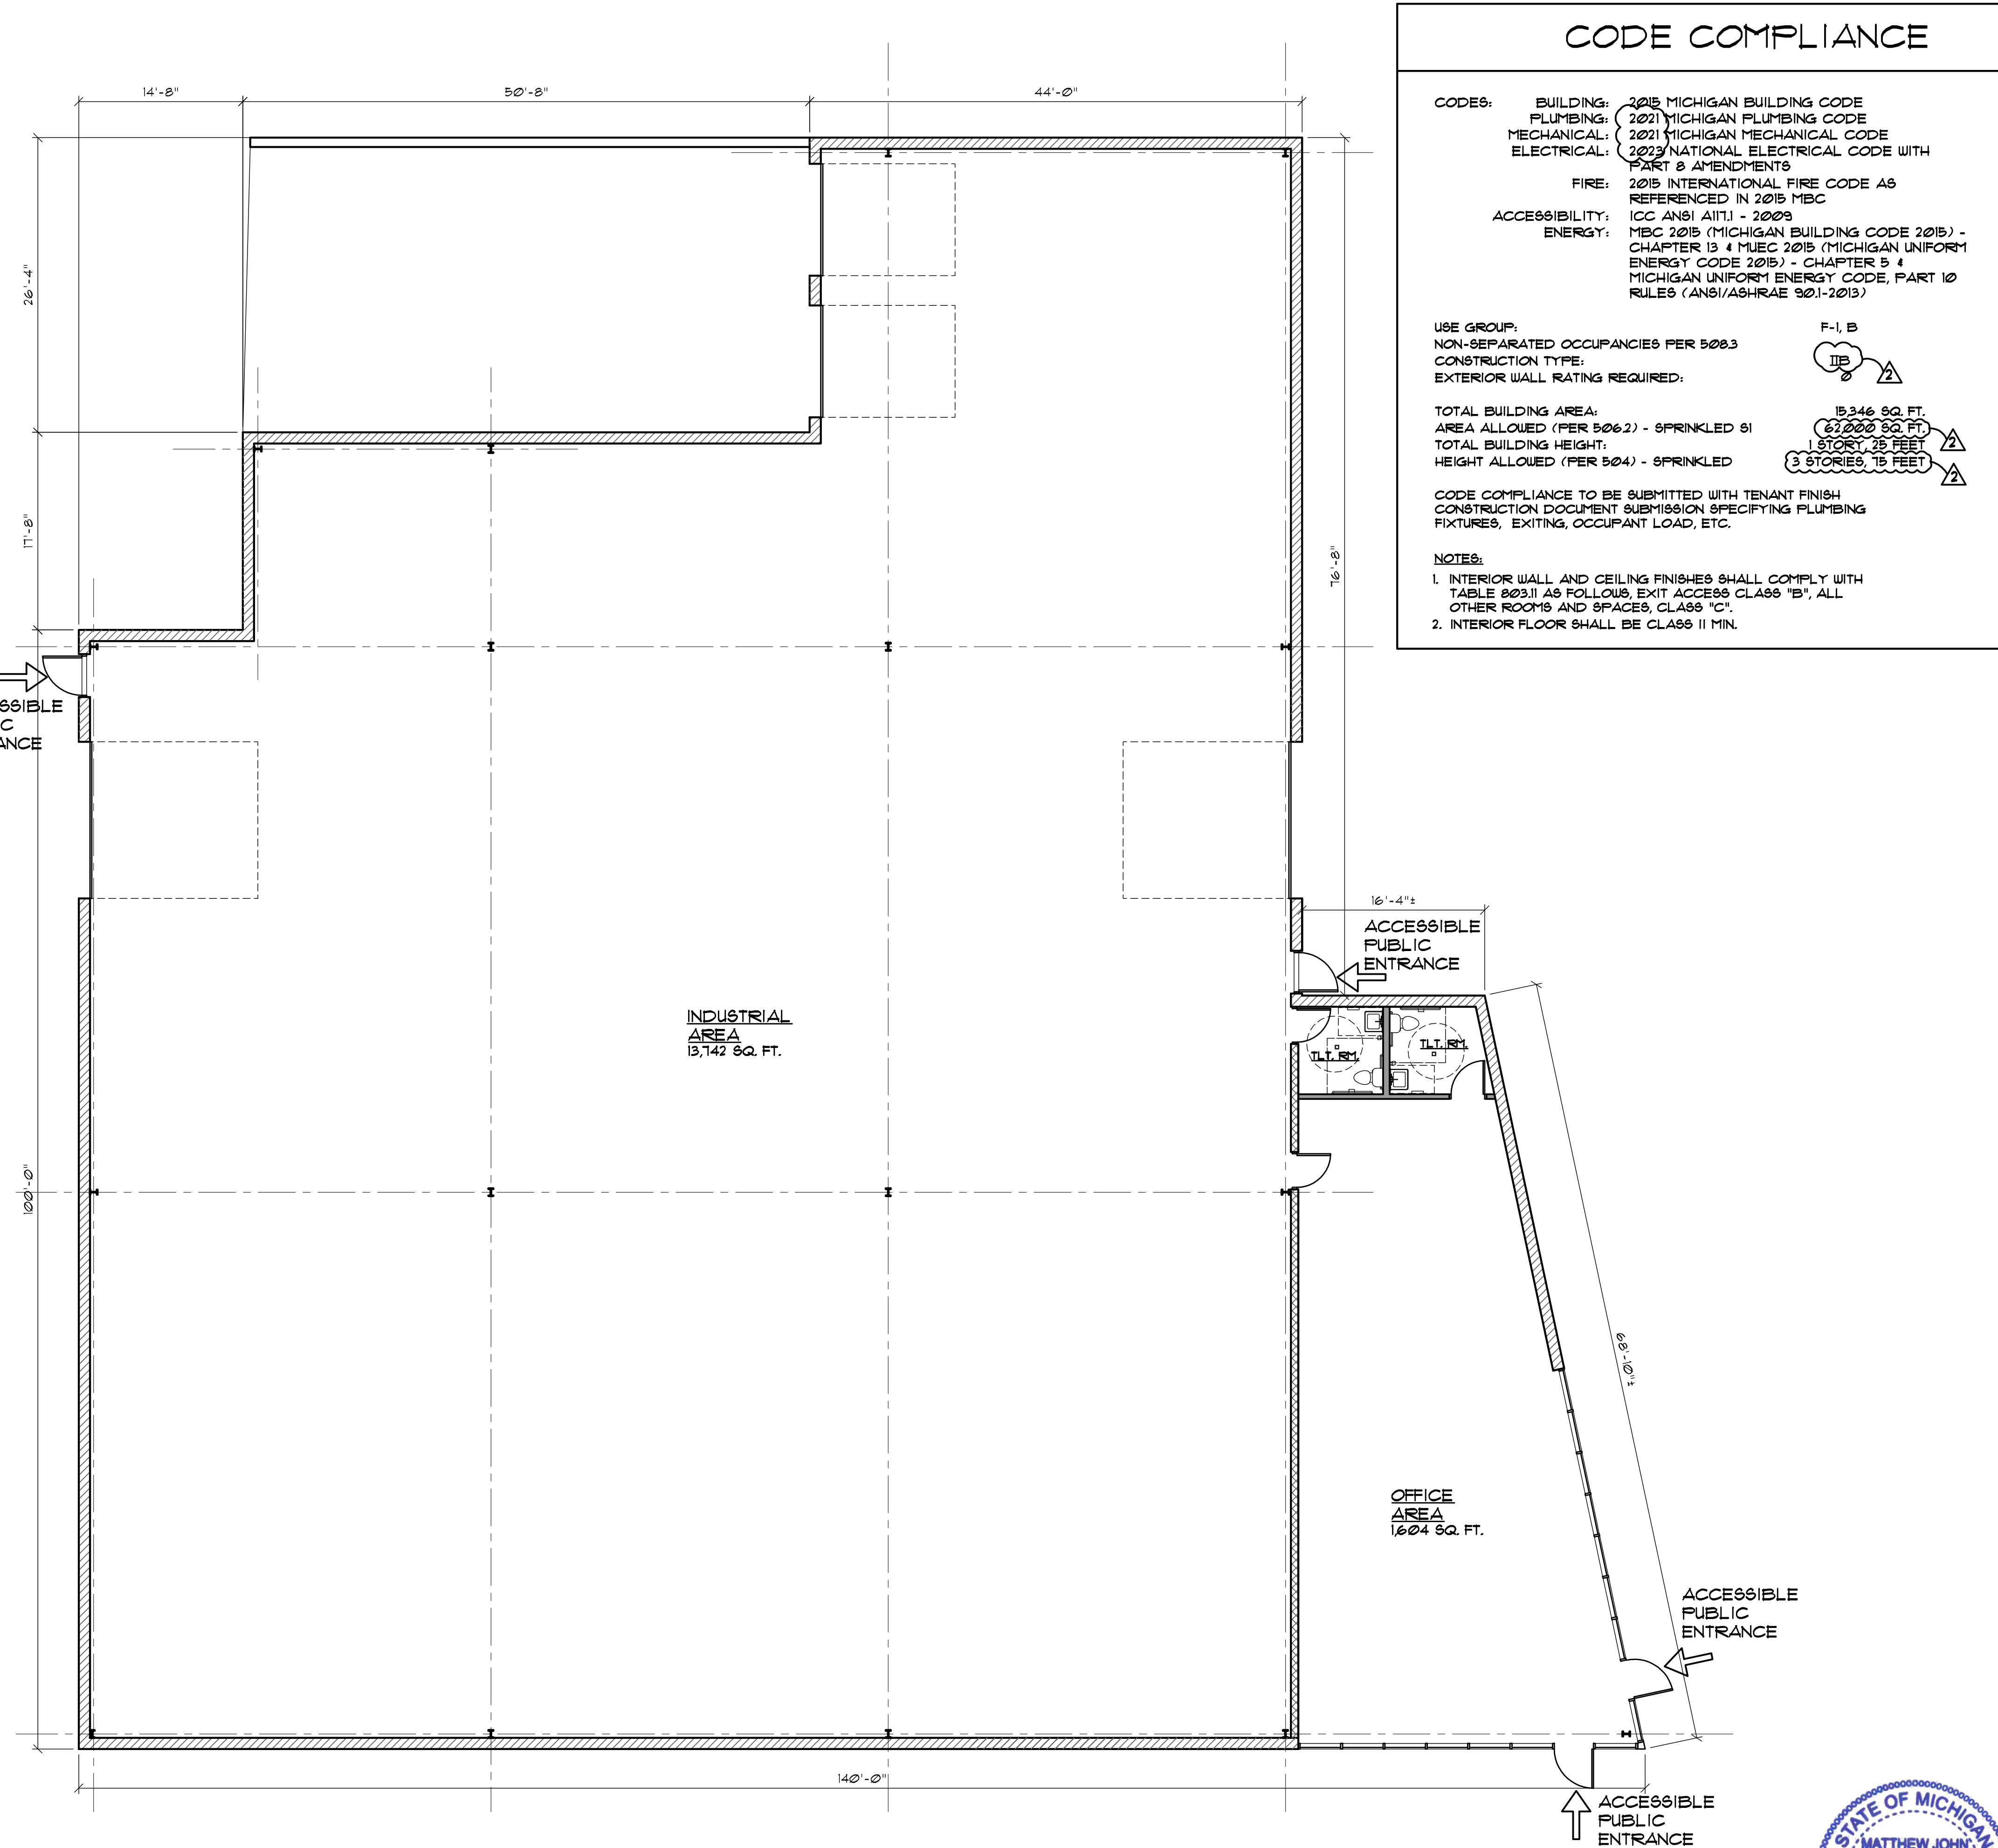 CODE COMPLIANCE
CODES: BUILDING: 2015 MICHIGAN BUILDING CODE
PLUMBING: 2021 MICHIGAN PLUMBING CODE
MECHANICAL: 2021 MICHIGAN MECHANICAL CODE
ELECTRICAL: 2023 NATIONAL ELECTRICAL CODE WITH
PART 8 AMENDMENTS
FIRE: 2015 INTERNATIONAL FIRE CODE AS
REFERENCED IN 2015 MBC
ACCESSIBILITY: ICC ANSI A117.1 - 2009
ENERGY: MBC 2015 (MICHIGAN BUILDING CODE 2015) -
CHAPTER 13 & MUEC 2015 (MICHIGAN UNIFORM
ENERGY CODE 2015) - CHAPTER 5 &
MICHIGAN UNIFORM ENERGY CODE, PART 10
RULES (ANSI/ASHRAE 90.1-2013)
USE GROUP: F-1, B
NON-SEPARATED OCCUPANCIES PER 508.3
CONSTRUCTION TYPE: IIB
EXTERIOR WALL RATING REQUIRED: 0
2
TOTAL BUILDING AREA: 15,346 SQ. FT.
AREA ALLOWED (PER 506.2) - SPRINKLED S1 62,000 SQ. FT.
2
TOTAL BUILDING HEIGHT: 1 STORY, 25 FEET
HEIGHT ALLOWED (PER 504) - SPRINKLED 3 STORIES, 75 FEET
2
CODE COMPLIANCE TO BE SUBMITTED WITH TENANT FINISH
CONSTRUCTION DOCUMENT SUBMISSION SPECIFYING PLUMBING
FIXTURES, EXITING, OCCUPANT LOAD, ETC.
NOTES:
1. INTERIOR WALL AND CEILING FINISHES SHALL COMPLY WITH
TABLE 803.11 AS FOLLOWS, EXIT ACCESS CLASS "B", ALL
OTHER ROOMS AND SPACES, CLASS "C".
2. INTERIOR FLOOR SHALL BE CLASS II MIN.
14'-8"
50'-8"
44'-0"
26'-4"
17'-8"
76'-8"
SSIBLE
C
ANCE
16'-4"±
ACCESSIBLE
PUBLIC
ENTRANCE
INDUSTRIAL
AREA
13,742 SQ. FT.
TLT. RM.
TLT. RM.
100'-0"
68'-10"±
OFFICE
AREA
1,604 SQ. FT.
ACCESSIBLE
PUBLIC
ENTRANCE
140'-0"
ACCESSIBLE
PUBLIC
ENTRANCE
STATE OF MICHIGAN
MATTHEW JOHN